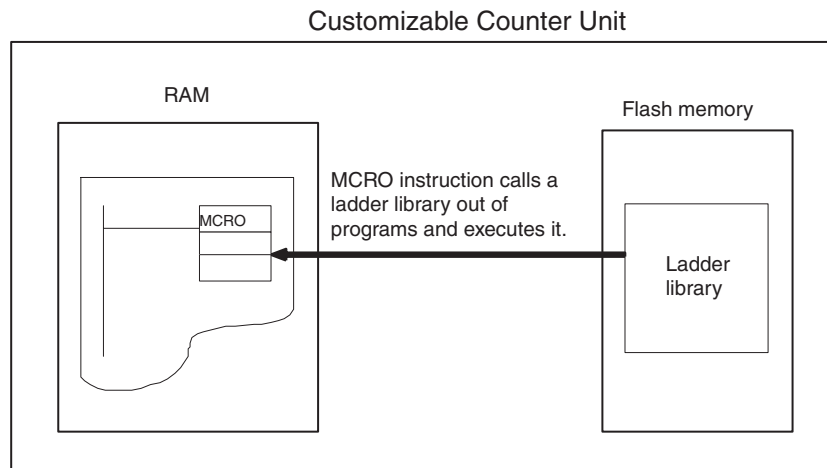 Customizable Counter Unit
RAM
Flash memory
MCRO instruction calls a
ladder library out of
programs and executes it.
MCRO
Ladder
library